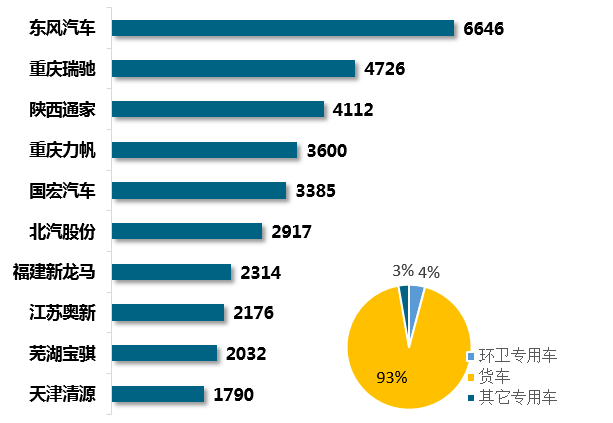 东风汽车 6646
重庆瑞驰 4726
陕西通家 4112
重庆力帆 3600
国宏汽车 3385
北汽股份 2917
福建新龙马 2314
江苏奥新 2176
芜湖宝骐 2032
天津清源 1790
3% 4%
93%
环卫专用车
货车
其它专用车